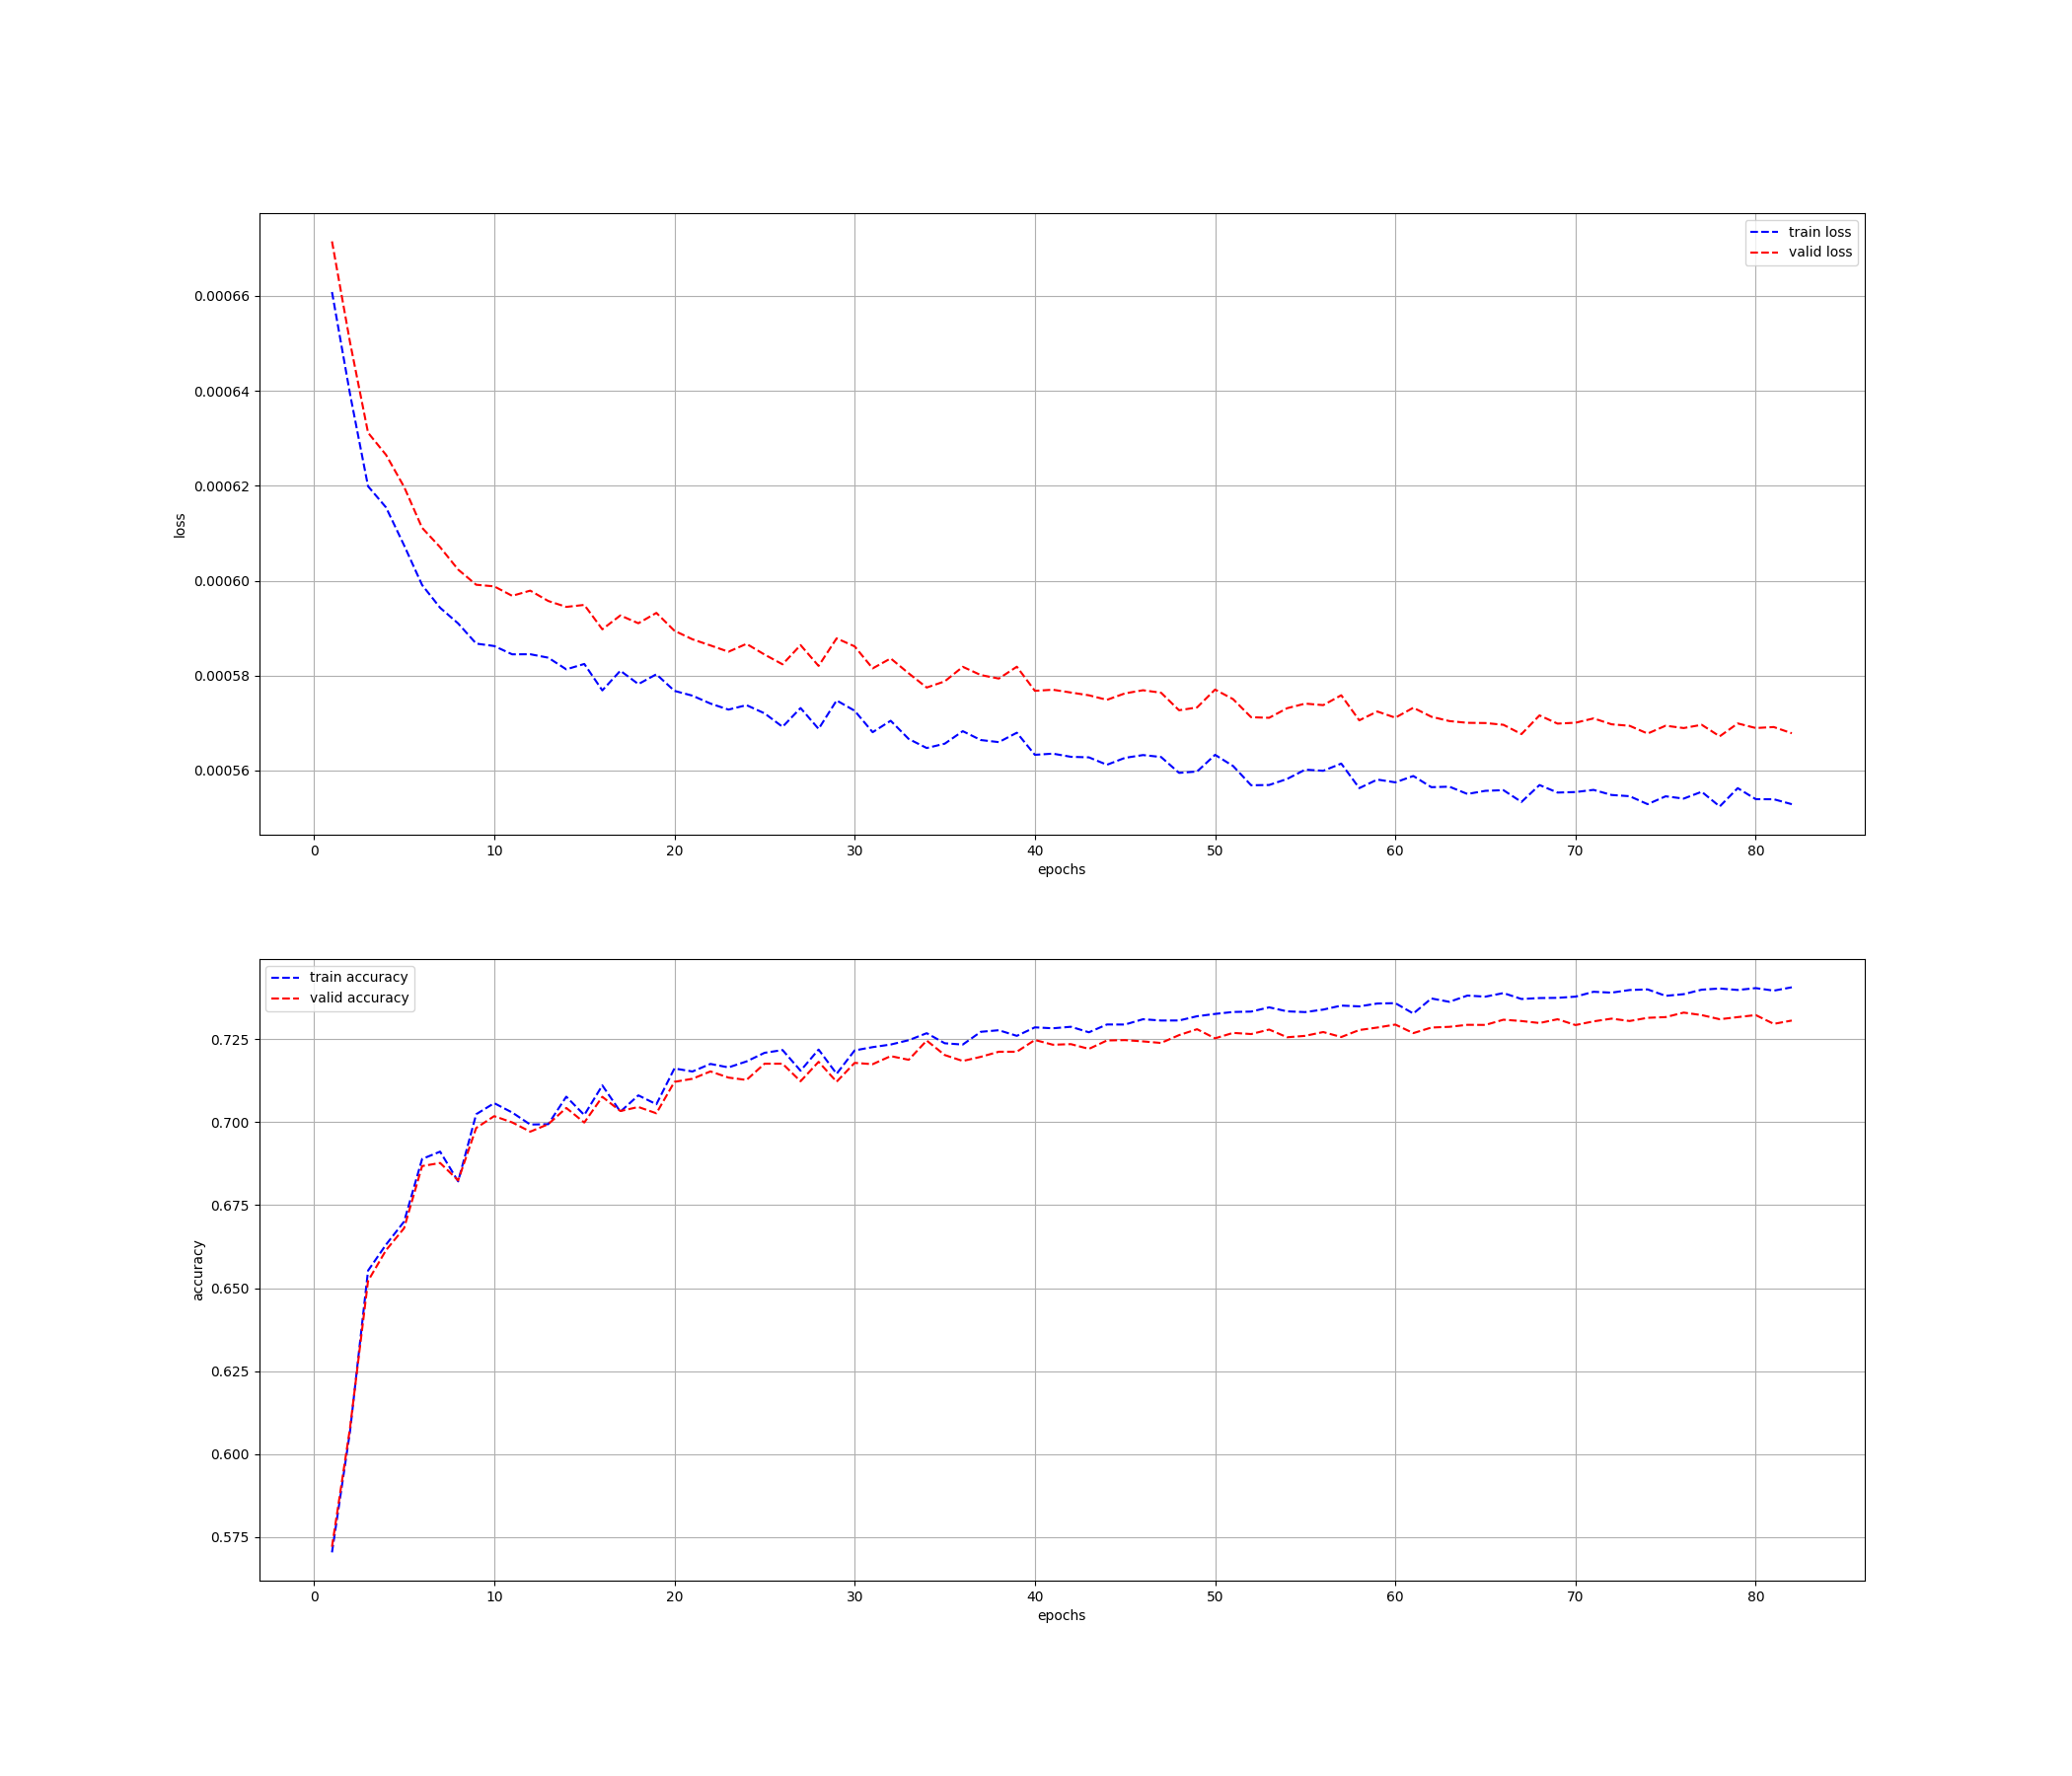 train loss
valid loss
0.00066
0.00064
0.00062
0.00060
0.00058
0.00056
loss
0 10 20 30 40 50 60 70 80
epochs
train accuracy
valid accuracy
0.725
0.700
0.675
0.650
0.625
0.600
0.575
accuracy
0 10 20 30 40 50 60 70 80
epochs